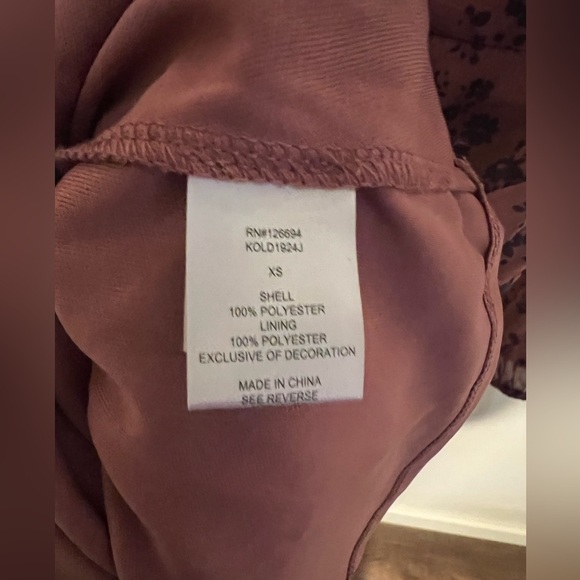 RN#126694
KOLD1924J
XS
SHELL
100% POLYESTER
LINING
100% POLYESTER
EXCLUSIVE OF DECORATION
MADE IN CHINA
SEE REVERSE